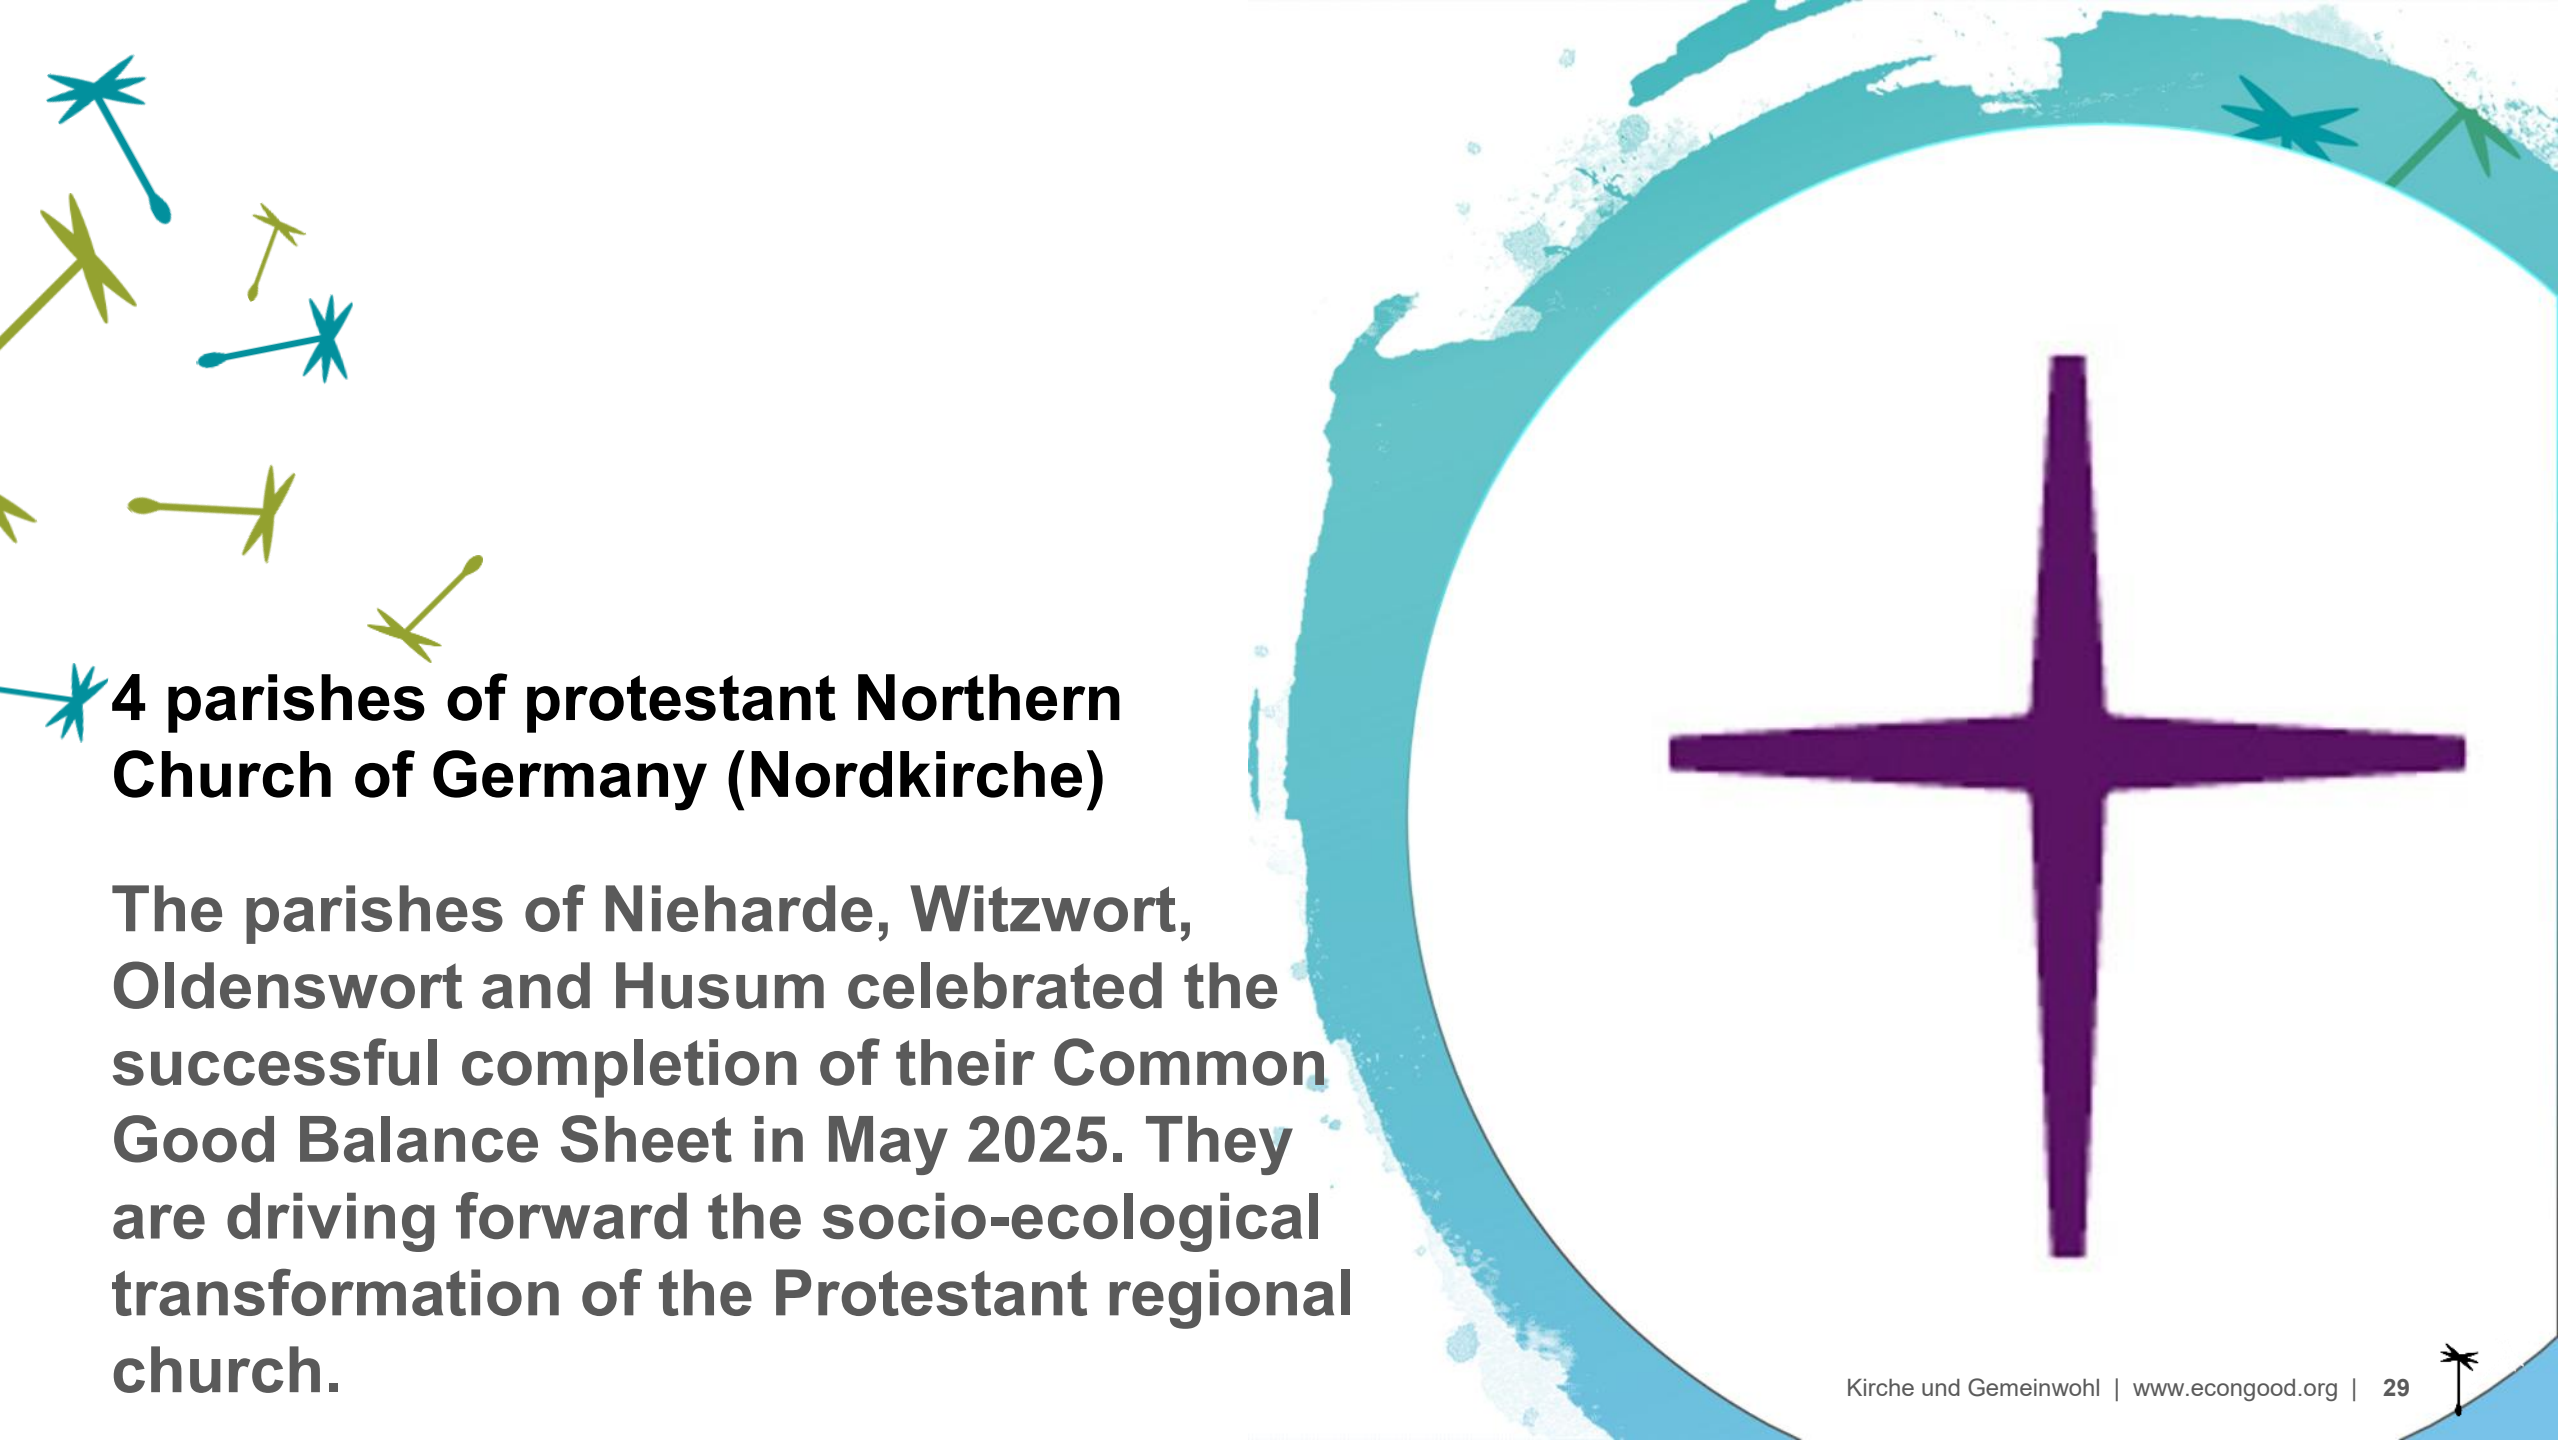 4 parishes of protestant Northern
Church of Germany (Nordkirche)
The parishes of Nieharde, Witzwort,
Oldenswort and Husum celebrated the
successful completion of their Common
Good Balance Sheet in May 2025. They
are driving forward the socio-ecological
transformation of the Protestant regional
church.
Kirche und Gemeinwohl | www.econgood.org | 29